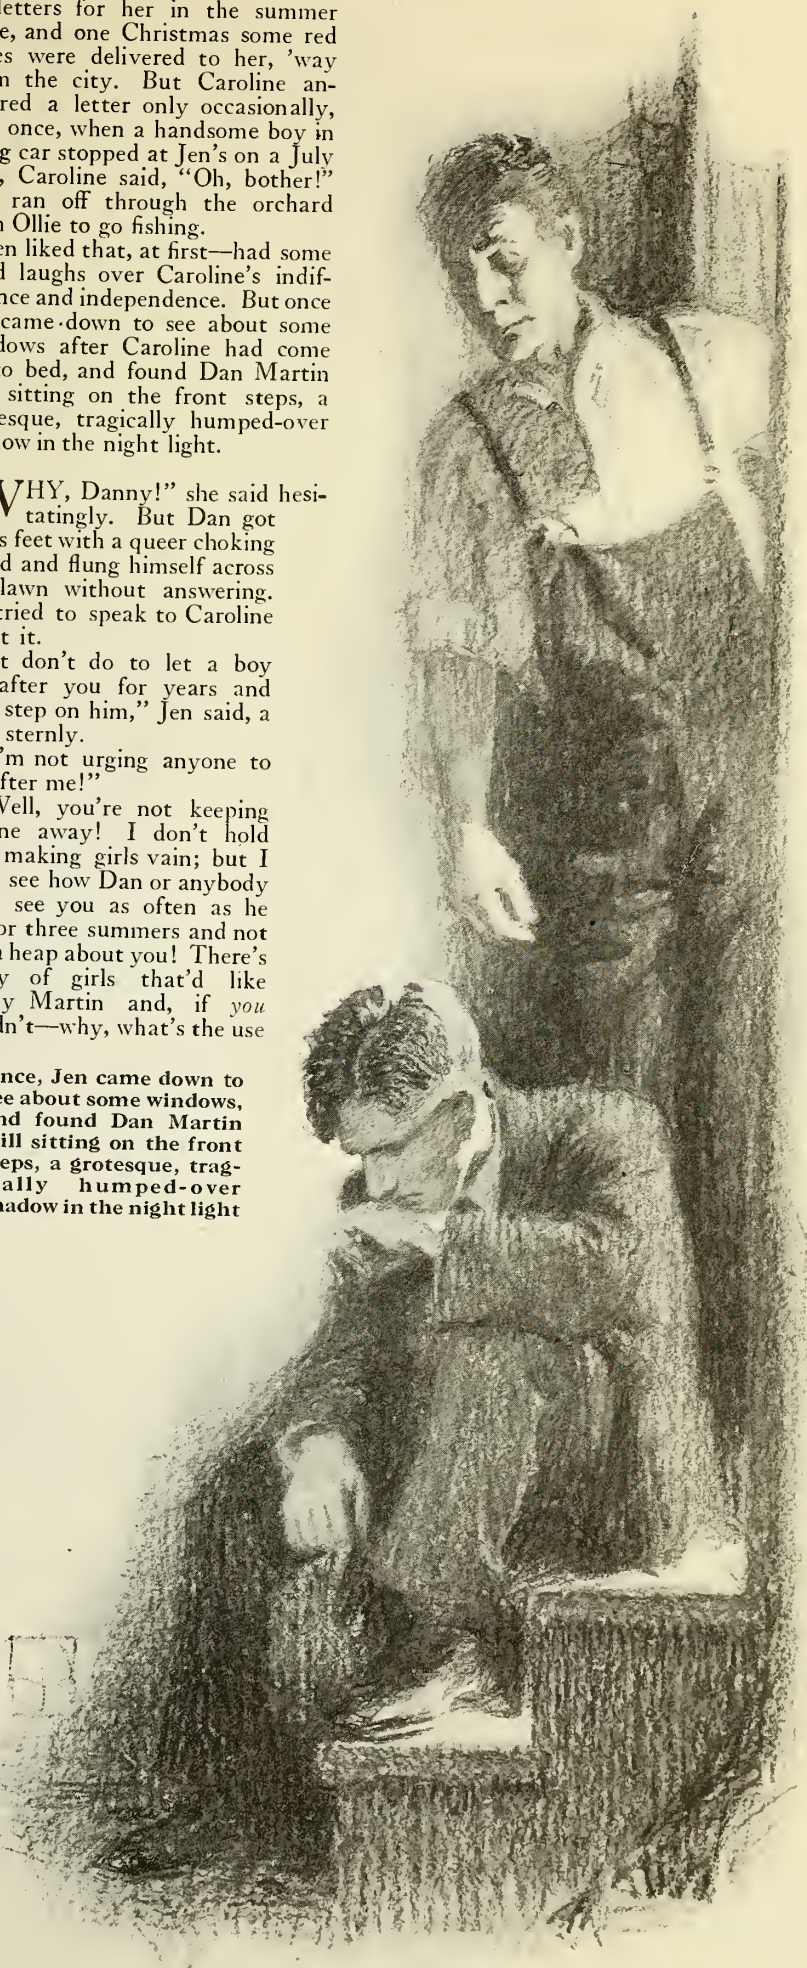 letters for her in the summer
e, and one Christmas some red
s were delivered to her, 'way
n the city. But Caroline an-
red a letter only occasionally,
once, when a handsome boy in
g car stopped at Jen's on a July
, Caroline said, "Oh, bother!"
ran off through the orchard
n Ollie to go fishing.
en liked that, at first—had some
d laughs over Caroline's indif-
nce and independence. But once
came down to see about some
dows after Caroline had come
o bed, and found Dan Martin
sitting on the front steps, a
esque, tragically humped-over
ow in the night light.
WHY, Danny!" she said hesi-
tatingly. But Dan got
s feet with a queer choking
d and flung himself across
lawn without answering.
tried to speak to Caroline
t it.
t don't do to let a boy
after you for years and
step on him," Jen said, a
sternly.
'm not urging anyone to
fter me!"
Well, you're not keeping
ne away! I don't hold
making girls vain; but I
see how Dan or anybody
see you as often as he
or three summers and not
a heap about you! There's
y of girls that'd like
y Martin and, if you
dn't—why, what's the use
nce, Jen came down to
ee about some windows,
nd found Dan Martin
ill sitting on the front
eps, a grotesque, trag-
ally humped-over
hadow in the night light